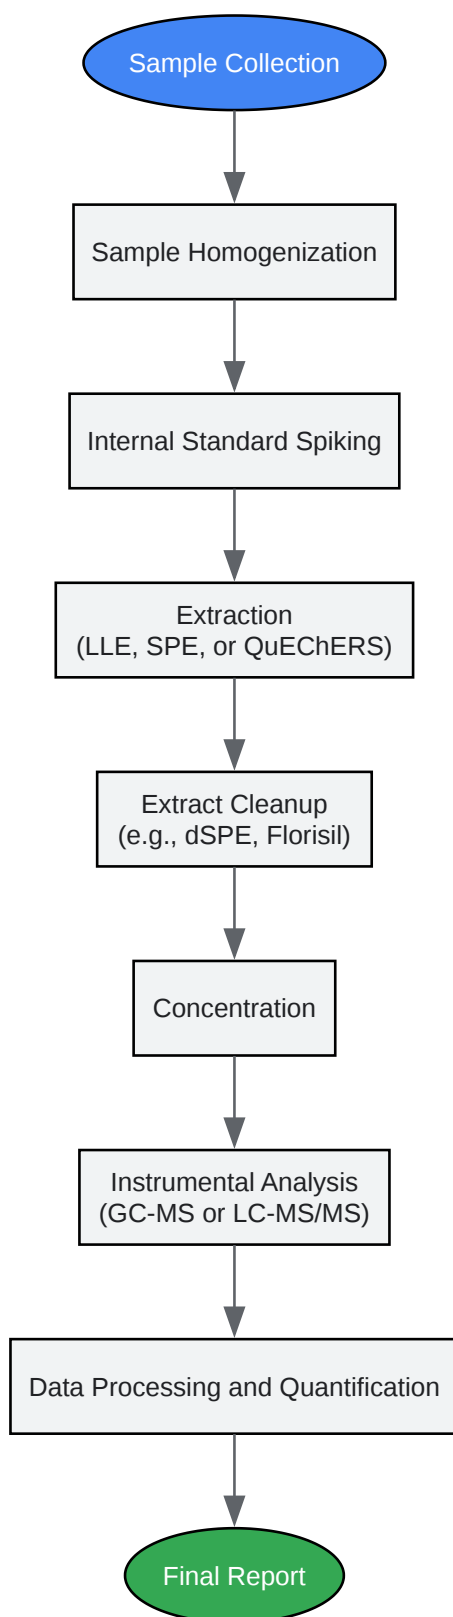 Sample Collection
Sample Homogenization
Internal Standard Spiking
Extraction
(LLE, SPE, or QuEChERS)
Extract Cleanup
(e.g., dSPE, Florisil)
Concentration
Instrumental Analysis
(GC-MS or LC-MS/MS)
Data Processing and Quantification
Final Report